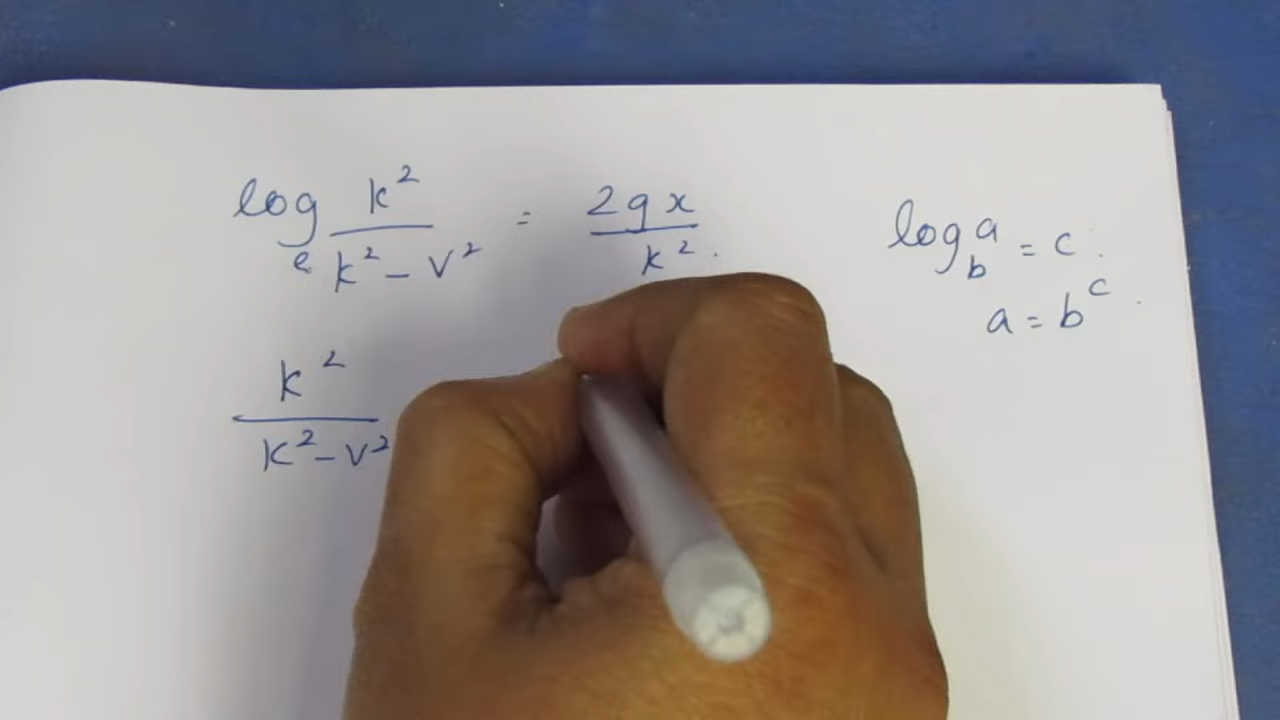 log_e k²/(k² - v²) = 2gx/k².
k²/(k² - v²)
log_b a = c.
a = b^c.